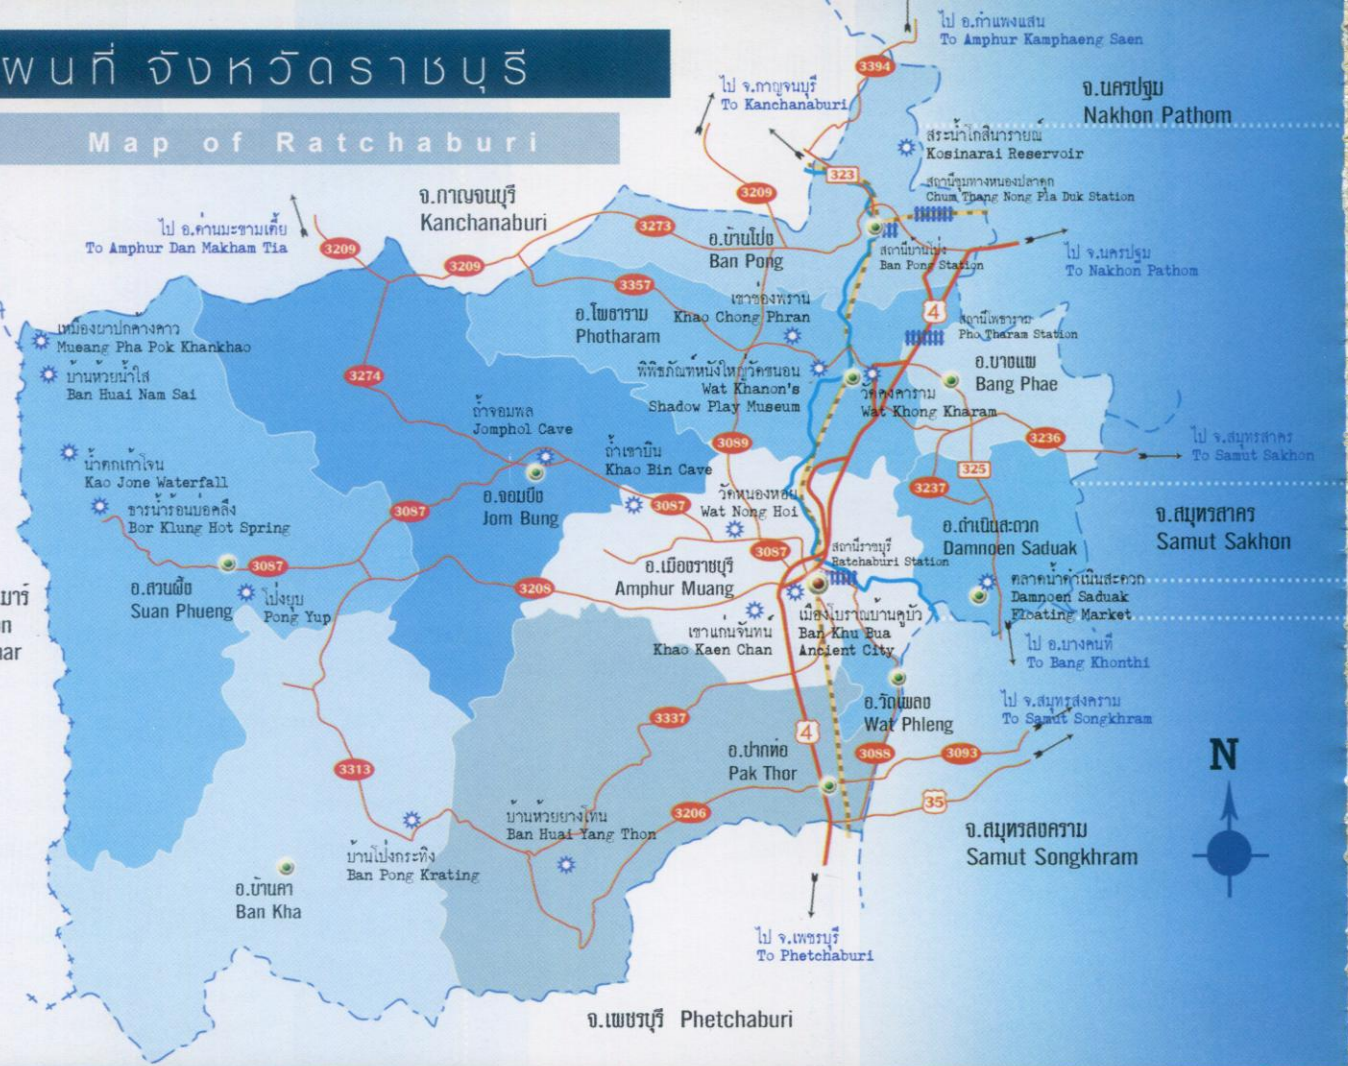 ผนที่ จังหวัดราชบุรี
Map of Ratchaburi
ไป อ.กำแพงแสน
To Amphur Kamphaeng Saen
3394
ไป จ.กาญจนบุรี
To Kanchanaburi
จ.นครปฐม
Nakhon Pathom
สระน้ำโกสินารายณ์
Kosinarai Reservoir
323
สถานีชุมทางหนองปลาดุก
Chum Thang Nong Pla Duk Station
3209
จ.กาญจนบุรี
Kanchanaburi
ไป อ.ด่านมะขามเตี้ย
To Amphur Dan Makham Tia
3209
3209
3273
อ.บ้านโป่ง
Ban Pong
สถานีบ้านโป่ง
Ban Pong Station
ไป จ.นครปฐม
To Nakhon Pathom
3357
เขาช่องพราน
Khao Chong Phran
อ.โพธาราม
Photharam
4
สถานีโพธาราม
Pho Tharam Station
เหมืองผาปกค้างคาว
Mueang Pha Pok Khankhao
บ้านห้วยน้ำใส
Ban Huai Nam Sai
3274
พิพิธภัณฑ์หนังใหญ่วัดขนอน
Wat Khanon's
Shadow Play Museum
อ.บางแพ
Bang Phae
วัดคงคาราม
Wat Khong Kharam
ถ้ำจอมพล
Jomphol Cave
3089
3236
ไป จ.สมุทรสาคร
To Samut Sakhon
ถ้ำเขาบิน
Khao Bin Cave
325
3237
น้ำตกเก้าโจน
Kao Jone Waterfall
ธารน้ำร้อนบ่อคลึง
Bor Klung Hot Spring
อ.จอมบึง
Jom Bung
3087
3087
วัดหนองหอย
Wat Nong Hoi
จ.สมุทรสาคร
Samut Sakhon
อ.ดำเนินสะดวก
Damnoen Saduak
3087
สถานีราชบุรี
Ratchaburi Station
3087
อ.สวนผึ้ง
Suan Phueng
โป่งยุบ
Pong Yup
3208
อ.เมืองราชบุรี
Amphur Muang
ตลาดน้ำดำเนินสะดวก
Damnoen Saduak
Floating Market
มาร์
เขาแก่นจันทน์
Khao Kaen Chan
เมืองโบราณบ้านคูบัว
Ban Khu Bua
Ancient City
ไป อ.บางคนที
To Bang Khonthi
3337
อ.วัดเพลง
Wat Phleng
ไป จ.สมุทรสงคราม
To Samut Songkhram
4
3088
3093
3313
อ.ปากท่อ
Pak Thor
N
35
บ้านห้วยยางโทน
Ban Huai Yang Thon
3206
จ.สมุทรสงคราม
Samut Songkhram
บ้านโป่งกระทิง
Ban Pong Krating
อ.บ้านคา
Ban Kha
ไป จ.เพชรบุรี
To Phetchaburi
จ.เพชรบุรี Phetchaburi